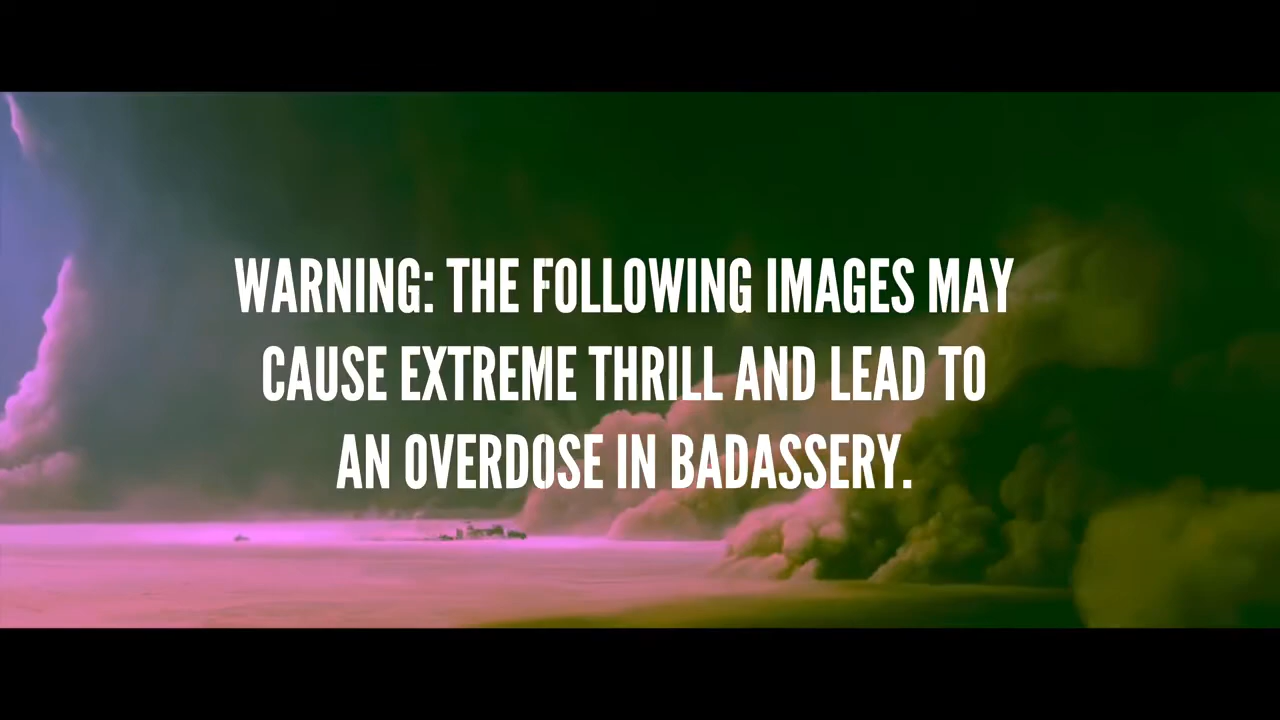 WARNING: THE FOLLOWING IMAGES MAY
CAUSE EXTREME THRILL AND LEAD TO
AN OVERDOSE IN BADASSERY.